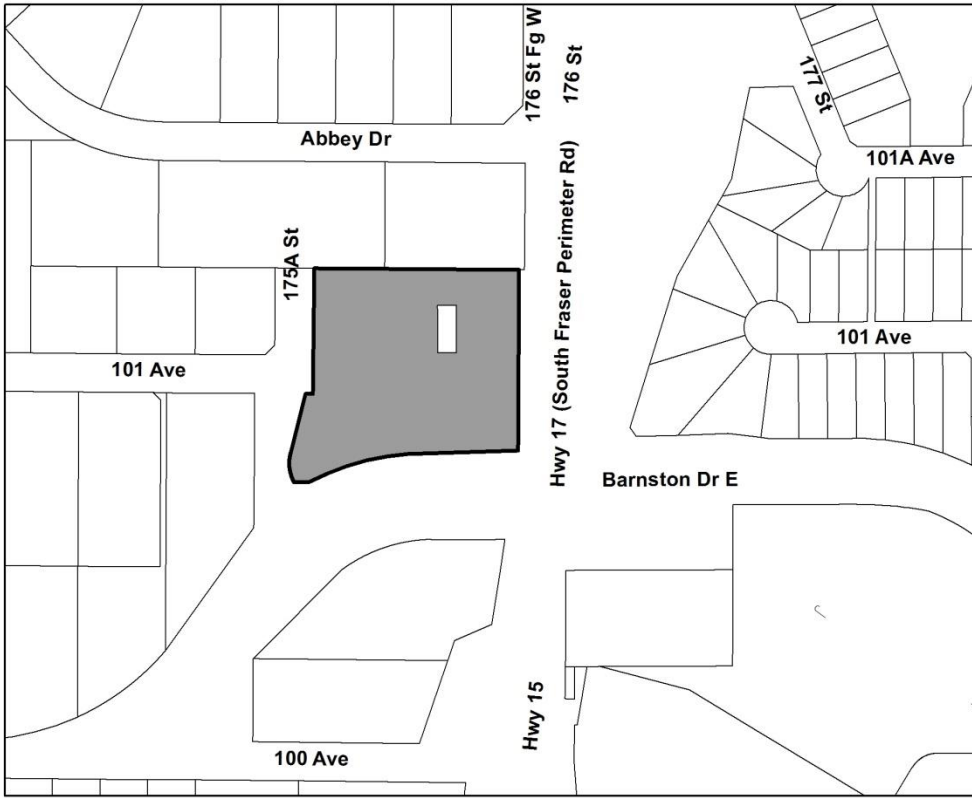 176 St Fg W
176 St
177 St
Abbey Dr
101A Ave
175A St
101 Ave
101 Ave
Hwy 17 (South Fraser Perimeter Rd)
Barnston Dr E
Hwy 15
100 Ave